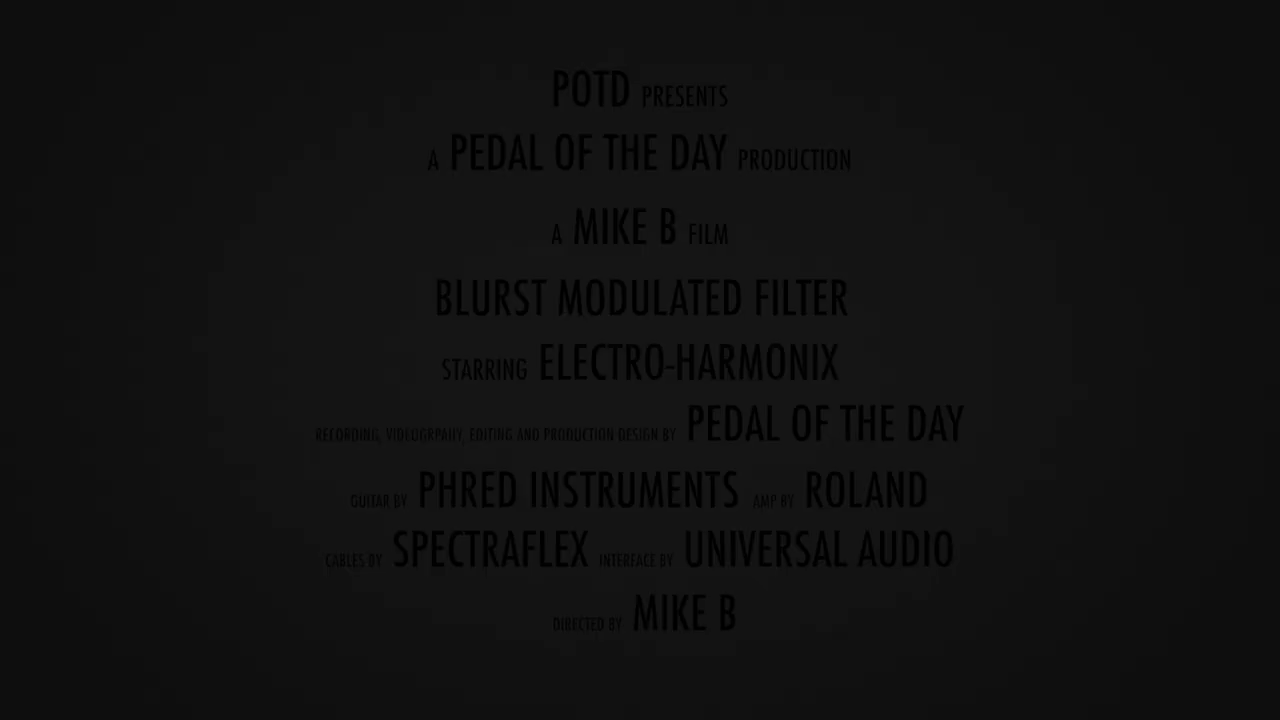 POTD PRESENTS
A PEDAL OF THE DAY PRODUCTION
A MIKE B FILM
BLURST MODULATED FILTER
STARRING ELECTRO-HARMONIX
RECORDING, VIDEOGRPAHY, EDITING AND PRODUCTION DESIGN BY PEDAL OF THE DAY
GUITAR BY PHRED INSTRUMENTS AMP BY ROLAND
CABLES BY SPECTRAFLEX INTERFACE BY UNIVERSAL AUDIO
DIRECTED BY MIKE B